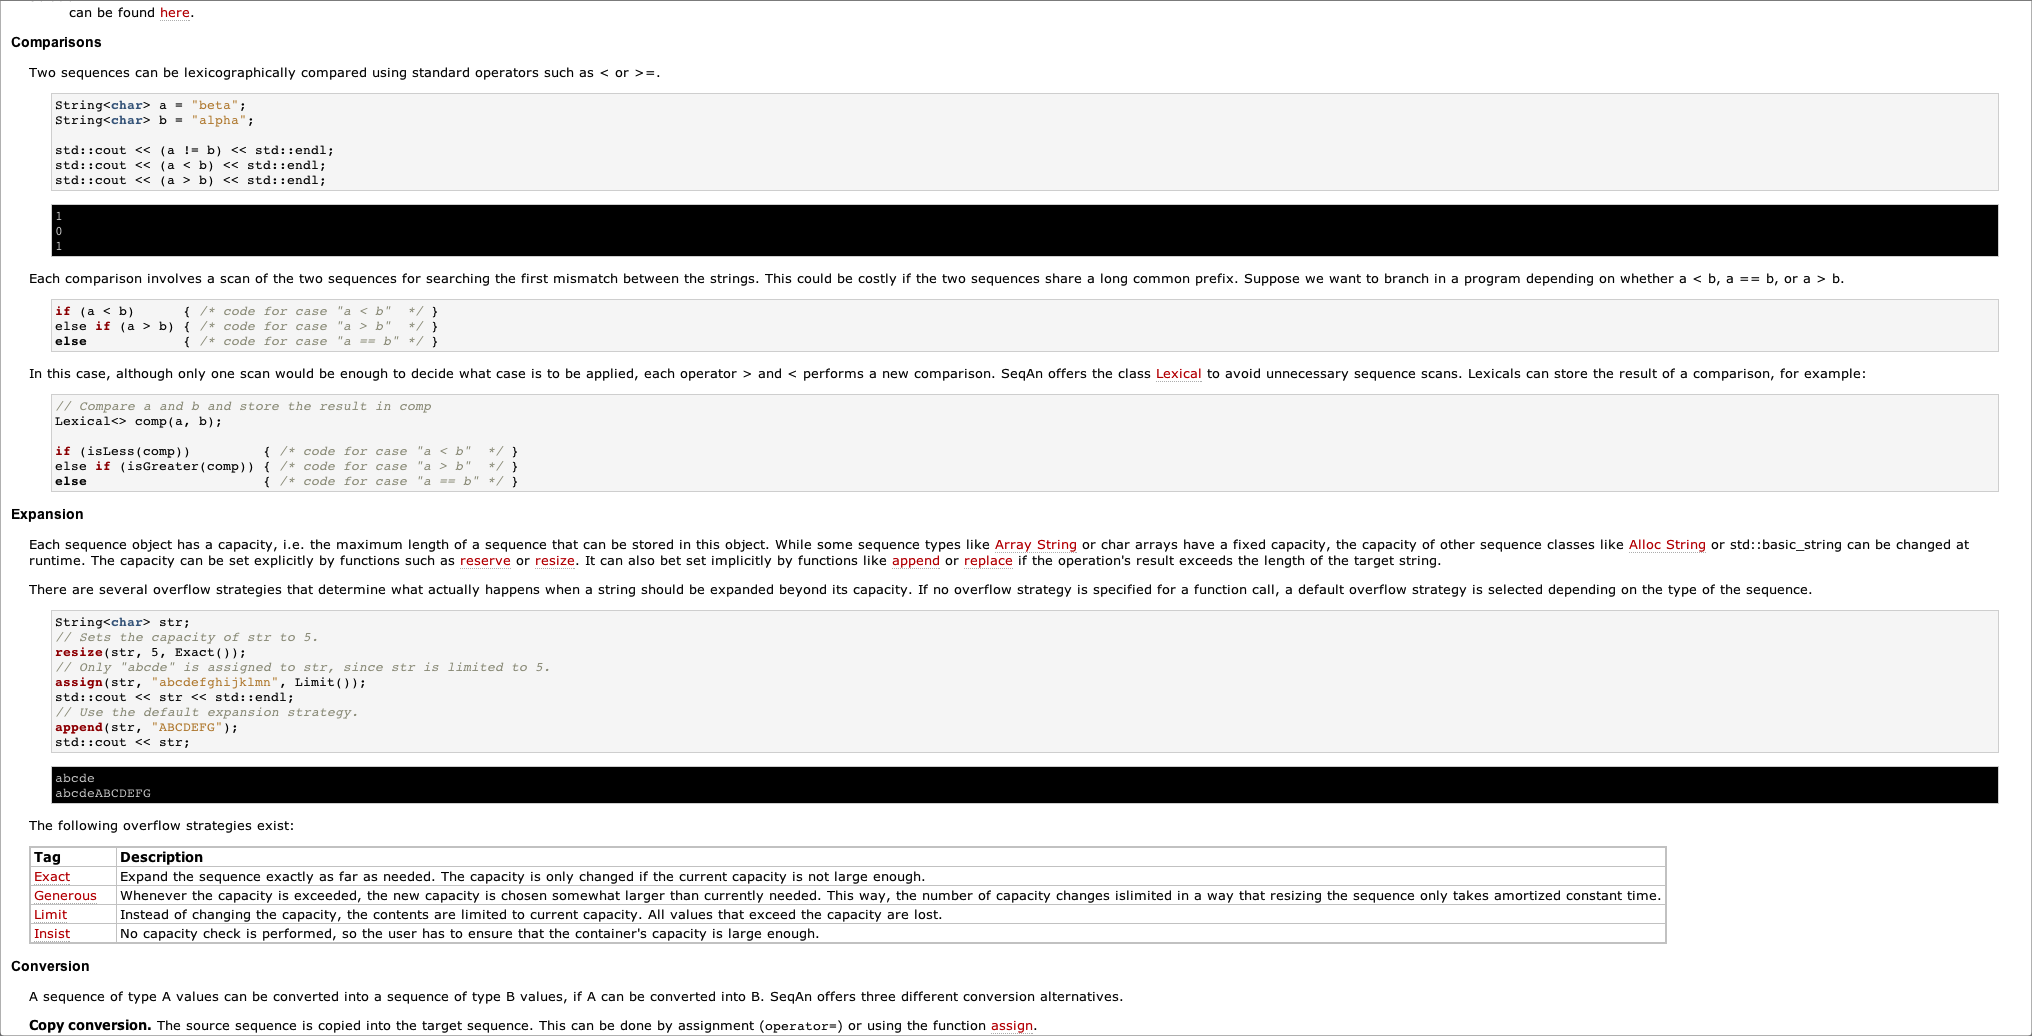 can be found here.
Comparisons
Two sequences can be lexicographically compared using standard operators such as < or >=.
String<char> a = "beta";
String<char> b = "alpha";
std::cout << (a != b) << std::endl;
std::cout << (a < b) << std::endl;
std::cout << (a > b) << std::endl;
1
0
1
Each comparison involves a scan of the two sequences for searching the first mismatch between the strings. This could be costly if the two sequences share a long common prefix. Suppose we want to branch in a program depending on whether a < b, a == b, or a > b.
if (a < b)      { /* code for case "a < b"  */ }
else if (a > b) { /* code for case "a > b"  */ }
else            { /* code for case "a == b" */ }
In this case, although only one scan would be enough to decide what case is to be applied, each operator > and < performs a new comparison. SeqAn offers the class Lexical to avoid unnecessary sequence scans. Lexicals can store the result of a comparison, for example:
// Compare a and b and store the result in comp
Lexical<> comp(a, b);
if (isLess(comp))         { /* code for case "a < b"  */ }
else if (isGreater(comp)) { /* code for case "a > b"  */ }
else                      { /* code for case "a == b" */ }
Expansion
Each sequence object has a capacity, i.e. the maximum length of a sequence that can be stored in this object. While some sequence types like Array String or char arrays have a fixed capacity, the capacity of other sequence classes like Alloc String or std::basic_string can be changed at
runtime. The capacity can be set explicitly by functions such as reserve or resize. It can also bet set implicitly by functions like append or replace if the operation's result exceeds the length of the target string.
There are several overflow strategies that determine what actually happens when a string should be expanded beyond its capacity. If no overflow strategy is specified for a function call, a default overflow strategy is selected depending on the type of the sequence.
String<char> str;
// Sets the capacity of str to 5.
resize(str, 5, Exact());
// Only "abcde" is assigned to str, since str is limited to 5.
assign(str, "abcdefghijklmn", Limit());
std::cout << str << std::endl;
// Use the default expansion strategy.
append(str, "ABCDEFG");
std::cout << str;
abcde
abcdeABCDEFG
The following overflow strategies exist:
Tag Description
Exact Expand the sequence exactly as far as needed. The capacity is only changed if the current capacity is not large enough.
Generous Whenever the capacity is exceeded, the new capacity is chosen somewhat larger than currently needed. This way, the number of capacity changes islimited in a way that resizing the sequence only takes amortized constant time.
Limit Instead of changing the capacity, the contents are limited to current capacity. All values that exceed the capacity are lost.
Insist No capacity check is performed, so the user has to ensure that the container's capacity is large enough.
Conversion
A sequence of type A values can be converted into a sequence of type B values, if A can be converted into B. SeqAn offers three different conversion alternatives.
Copy conversion. The source sequence is copied into the target sequence. This can be done by assignment (operator=) or using the function assign.